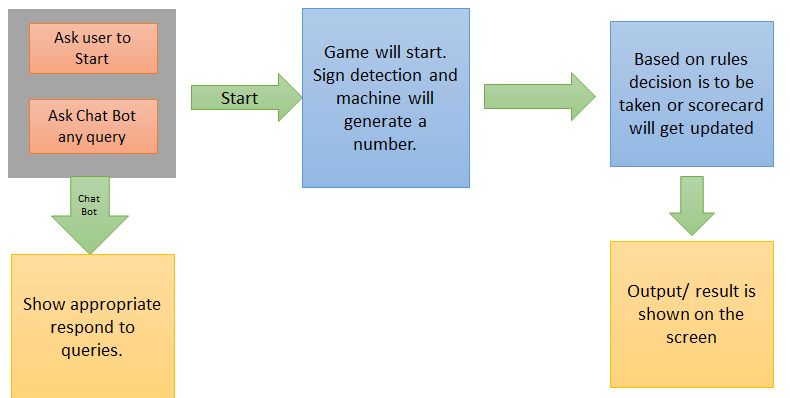 Ask user to
Start
Ask Chat Bot
any query
Start
Game will start.
Sign detection and
machine will
generate a
number.
Based on rules
decision is to be
taken or scorecard
will get updated
Chat
Bot
Show appropriate
respond to
queries.
Output/ result is
shown on the
screen